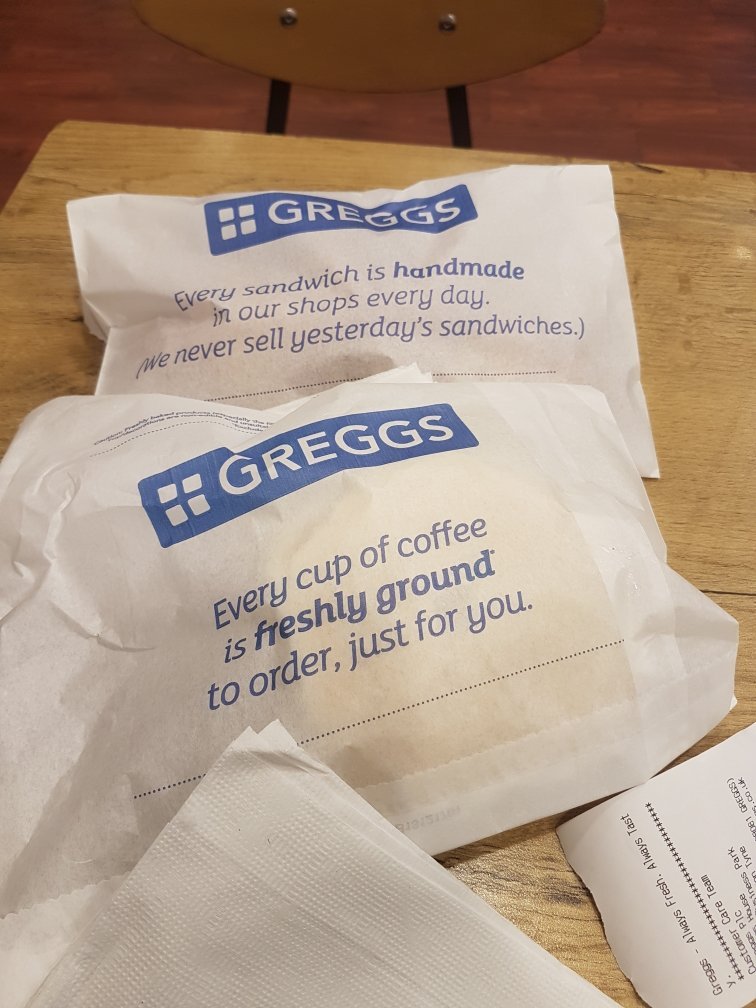 GREGGS
Every sandwich is handmade
in our shops every day.
(We never sell yesterday's sandwiches.)
GREGGS
Every cup of coffee
is freshly ground
to order, just for you.
Greggs - Always Fresh. Always Tast
y.
Customer Care Team